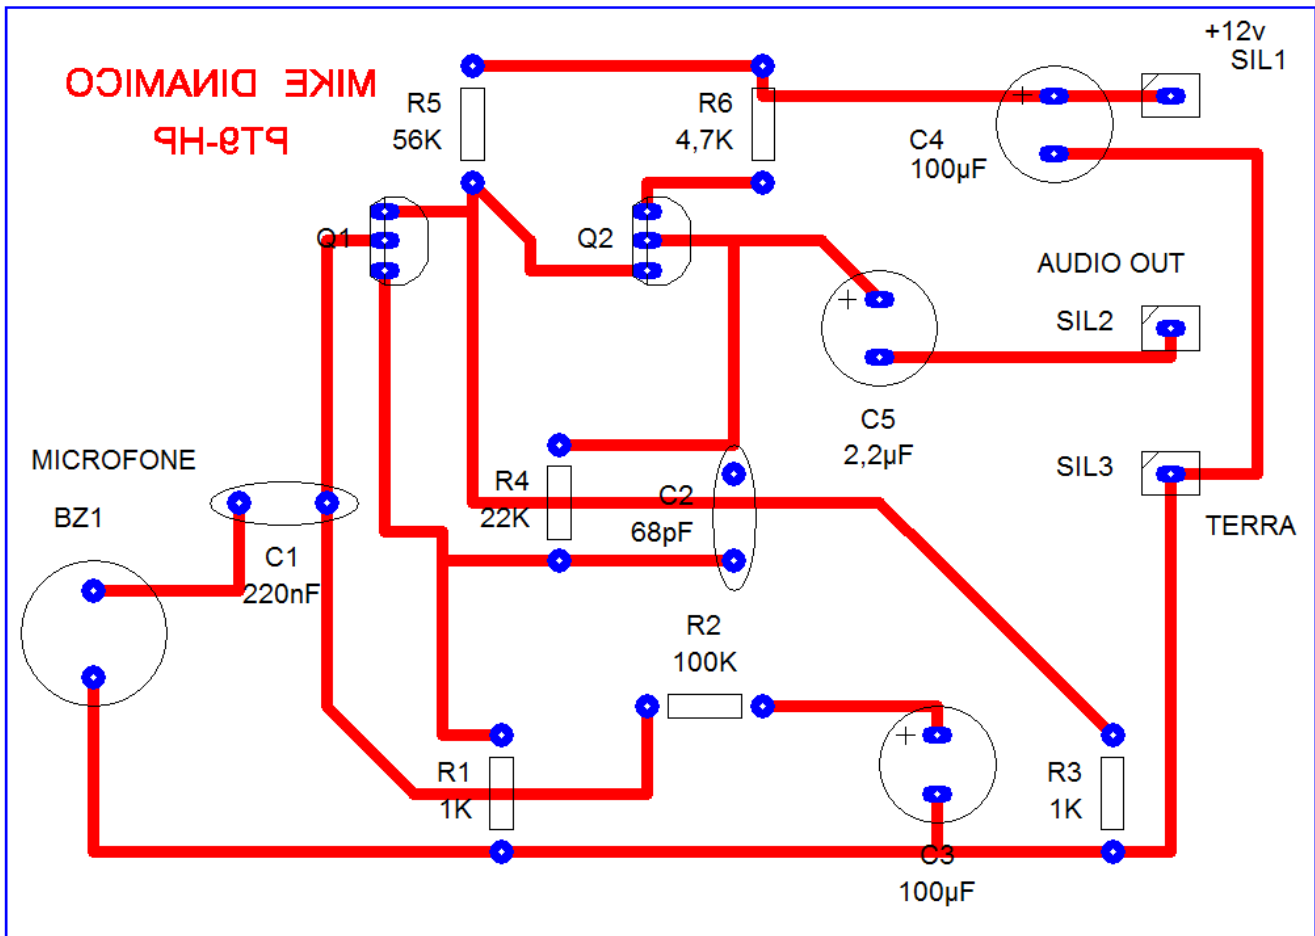 +12v
SIL1
MIKE DINAMICO
PT9-HP
R5
56K
R6
4,7K
C4
100µF
Q1
Q2
AUDIO OUT
SIL2
C5
2,2µF
MICROFONE
BZ1
R4
22K
C2
68pF
SIL3
TERRA
C1
220nF
R2
100K
R1
1K
R3
1K
C3
100µF